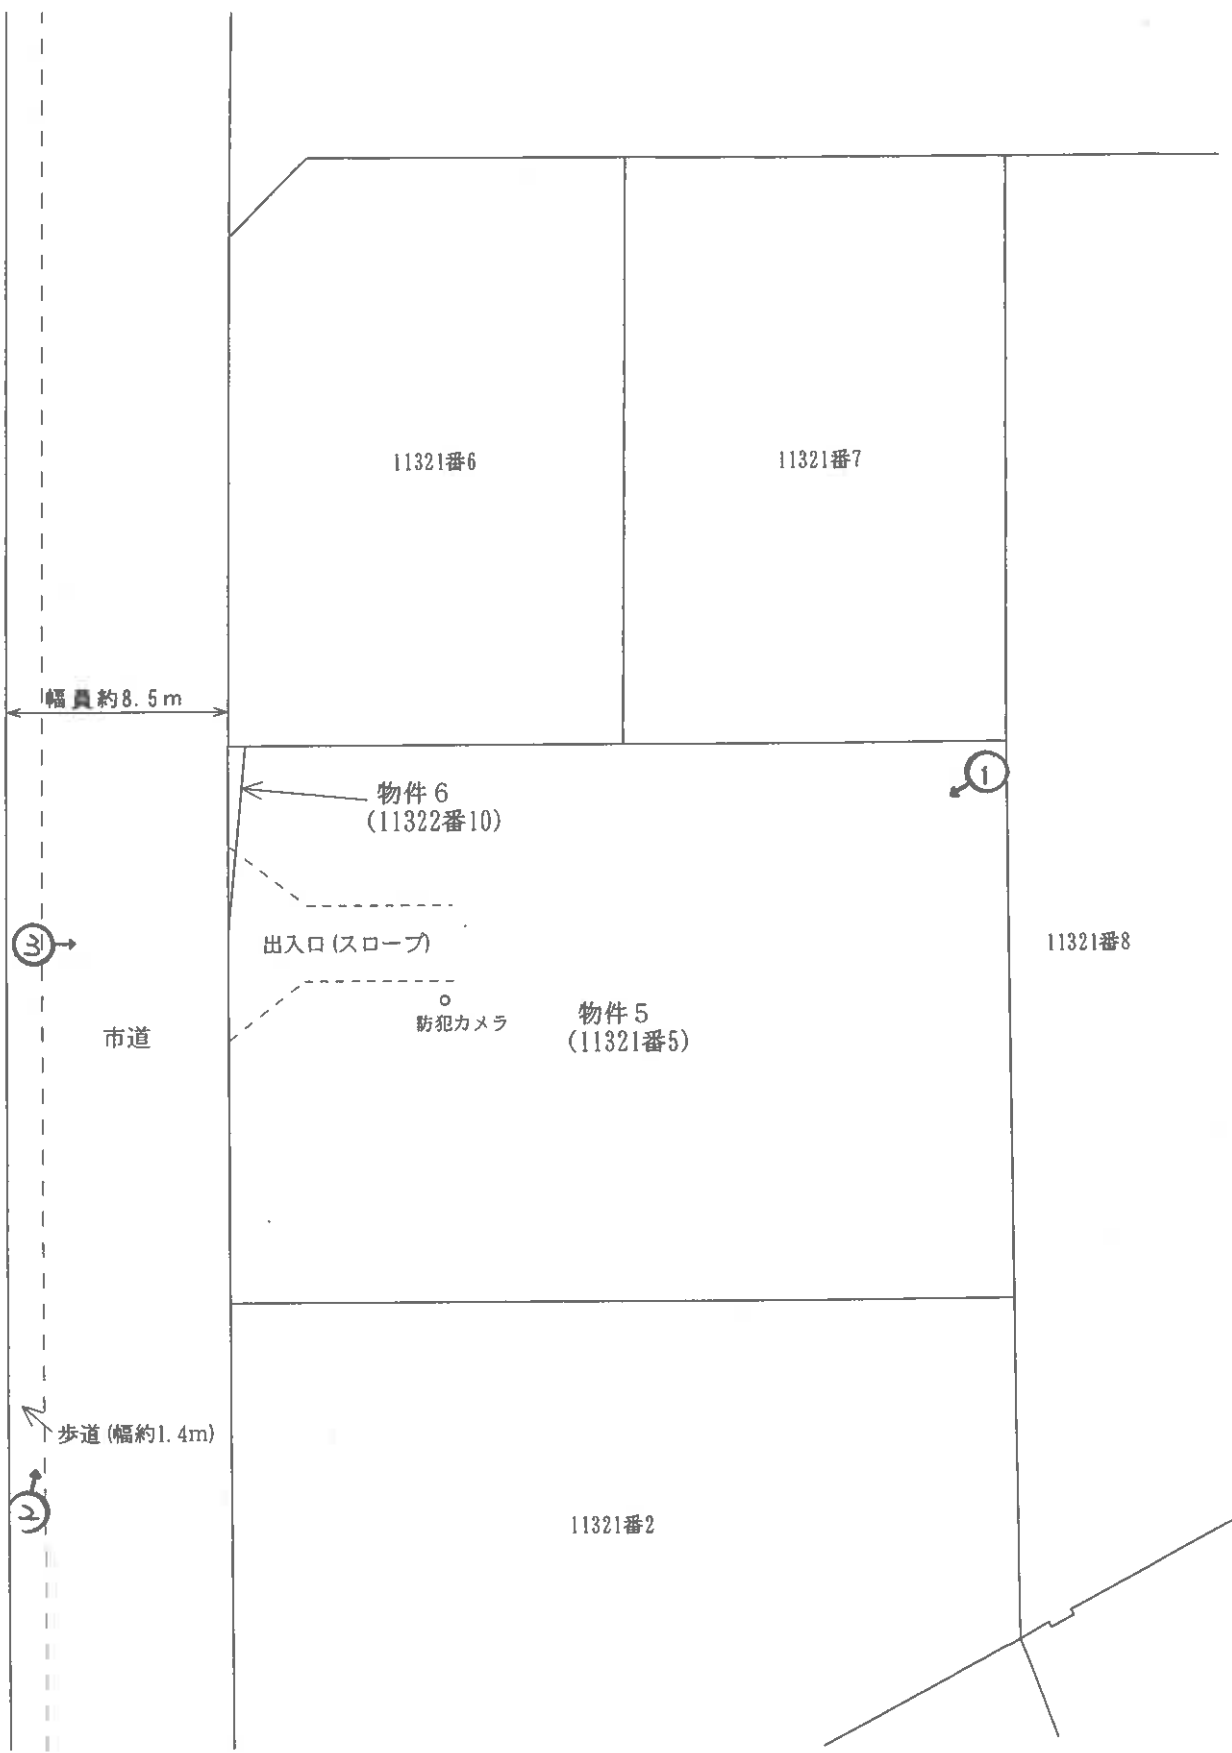 11321番6
11321番7
幅員約8.5m
①
物件6
(11322番10)
③
出入口(スロープ)
11321番8
防犯カメラ
物件5
(11321番5)
市道
歩道(幅約1.4m)
②
11321番2